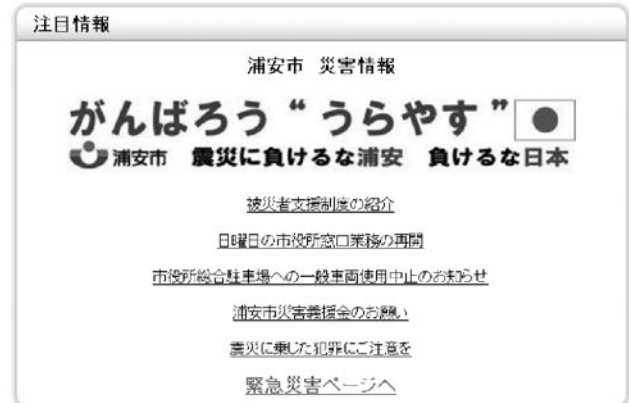 注目情報
浦安市 災害情報
がんばろう“うらやす”
浦安市 震災に負けるな浦安 負けるな日本
被災者支援制度の紹介
日曜日の市役所窓口業務の再開
市役所総合駐車場への一般車両使用中止のお知らせ
浦安市災害義援金のお願い
震災に乗じた犯罪にご注意を
緊急災害ページへ